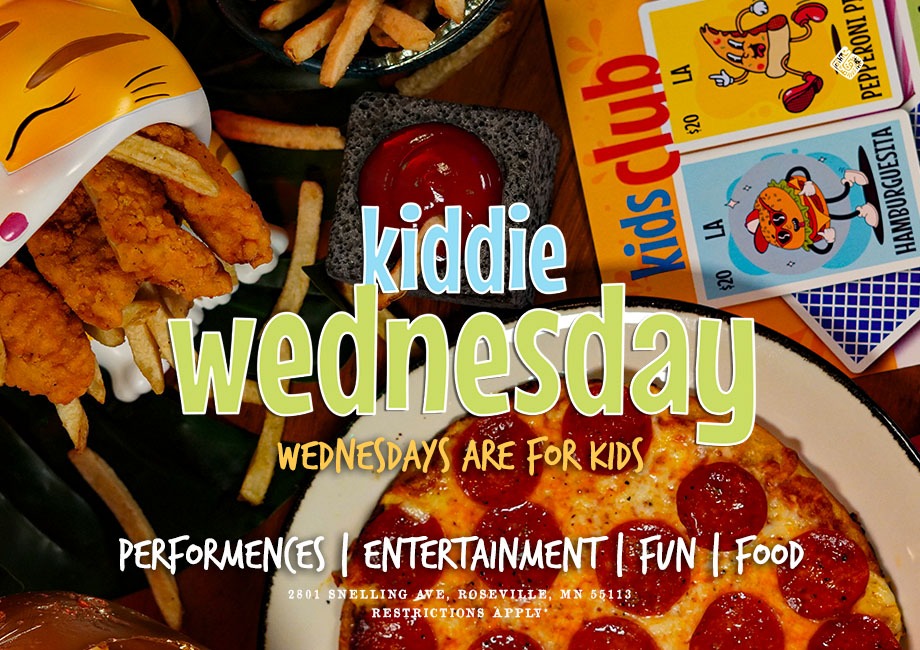 kids club
LA
$20
PEPPERONI
LA
$20
HAMBURGUESITA
kiddie
wednesday
WEDNESDAYS ARE FOR KIDS
PERFORMENCES | ENTERTAINMENT | FUN | FOOD
2801 SNELLING AVE, ROSEVILLE, MN 55113
RESTRICTIONS APPLY*